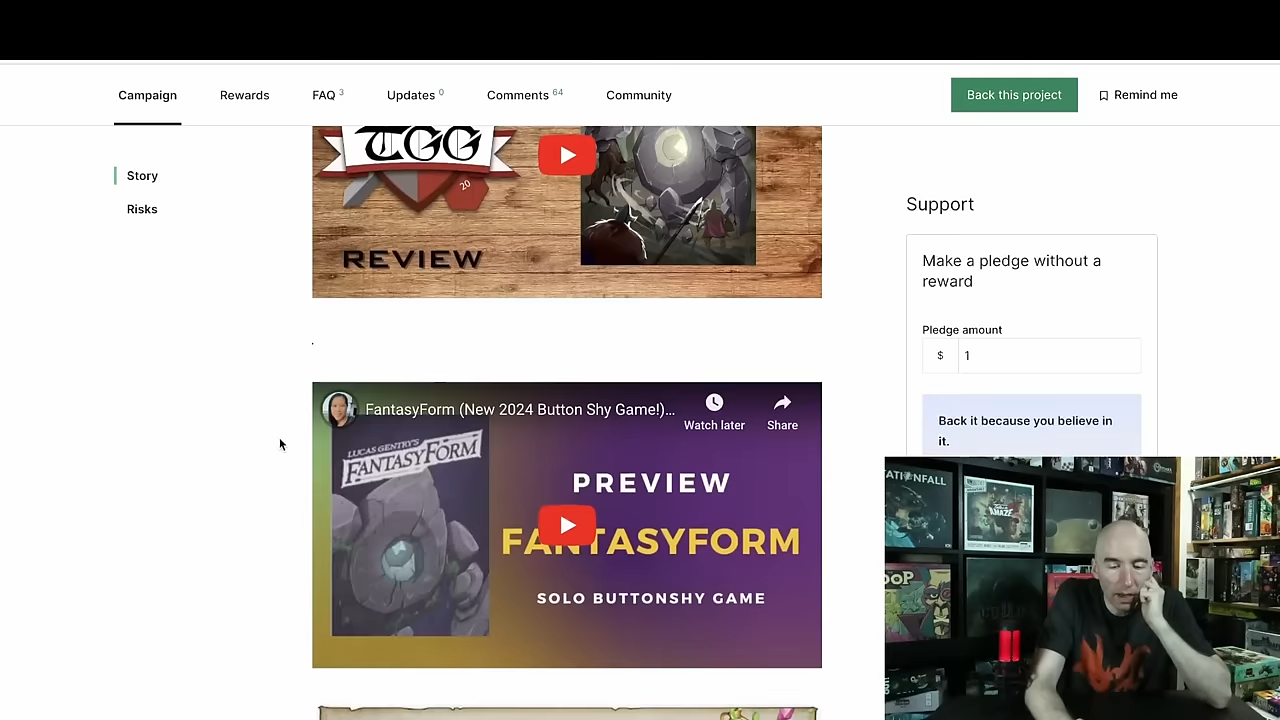 Campaign
Rewards
FAQ 3
Updates 0
Comments 64
Community
Back this project
Remind me
Story
Risks
TGG
20
REVIEW
.
FantasyForm (New 2024 Button Shy Game!)...
Watch later
Share
LUCAS GENTRY'S
FANTASYFORM
PREVIEW
FANTASYFORM
SOLO BUTTONSHY GAME
Support
Make a pledge without a
reward
Pledge amount
$ 1
Back it because you believe in
it.